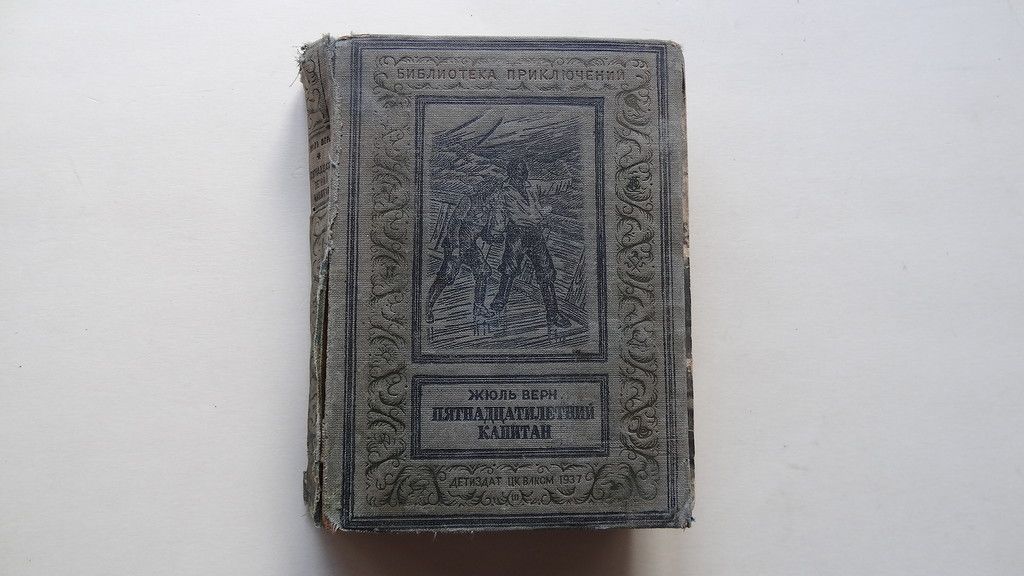 БИБЛИОТЕКА ПРИКЛЮЧЕНИЙ
ЖЮЛЬ ВЕРН
ПЯТНАДЦАТИЛЕТНИЙ
КАПИТАН
ДЕТИЗДАТ ЦК ВЛКСМ 1937